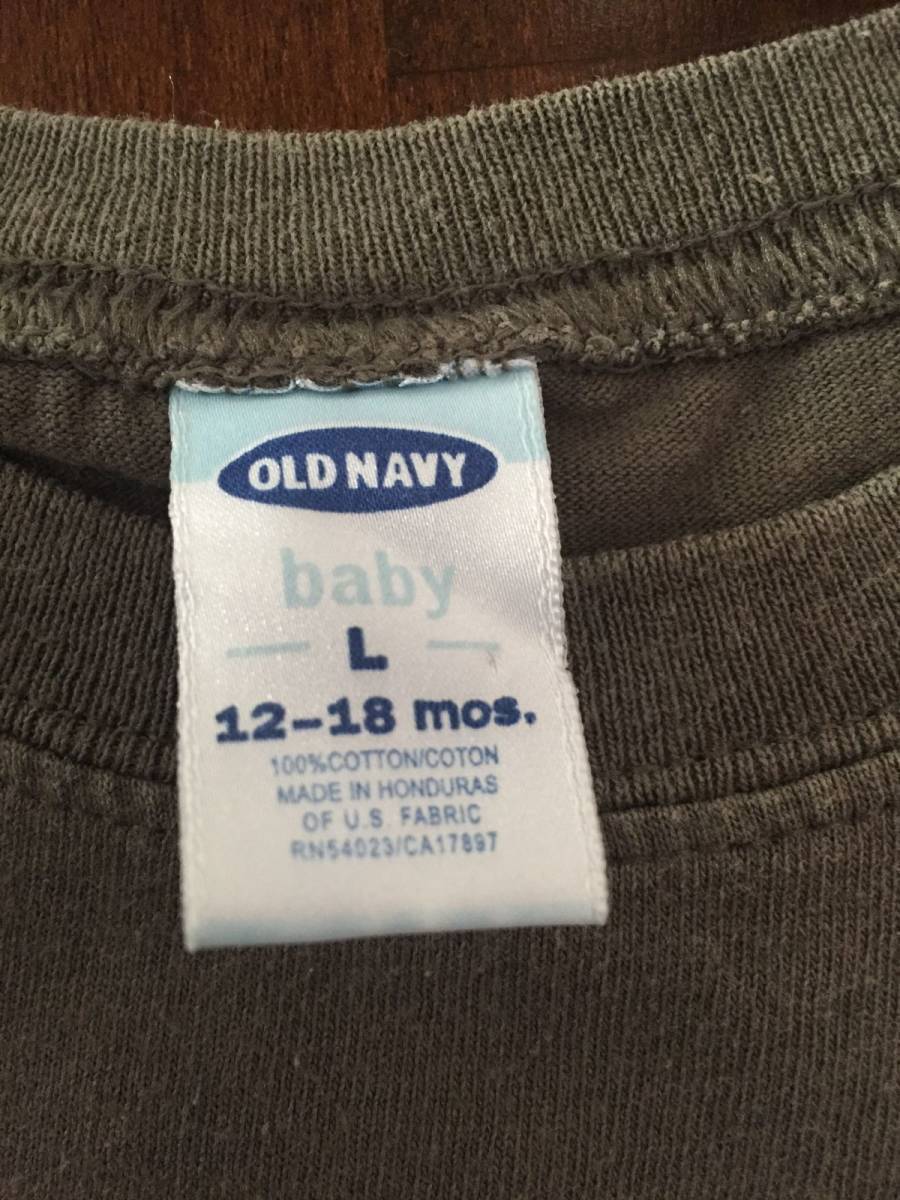 OLD NAVY
baby
L
12-18 mos.
100%COTTON/COTON
MADE IN HONDURAS
OF U.S. FABRIC
RN54023/CA17897